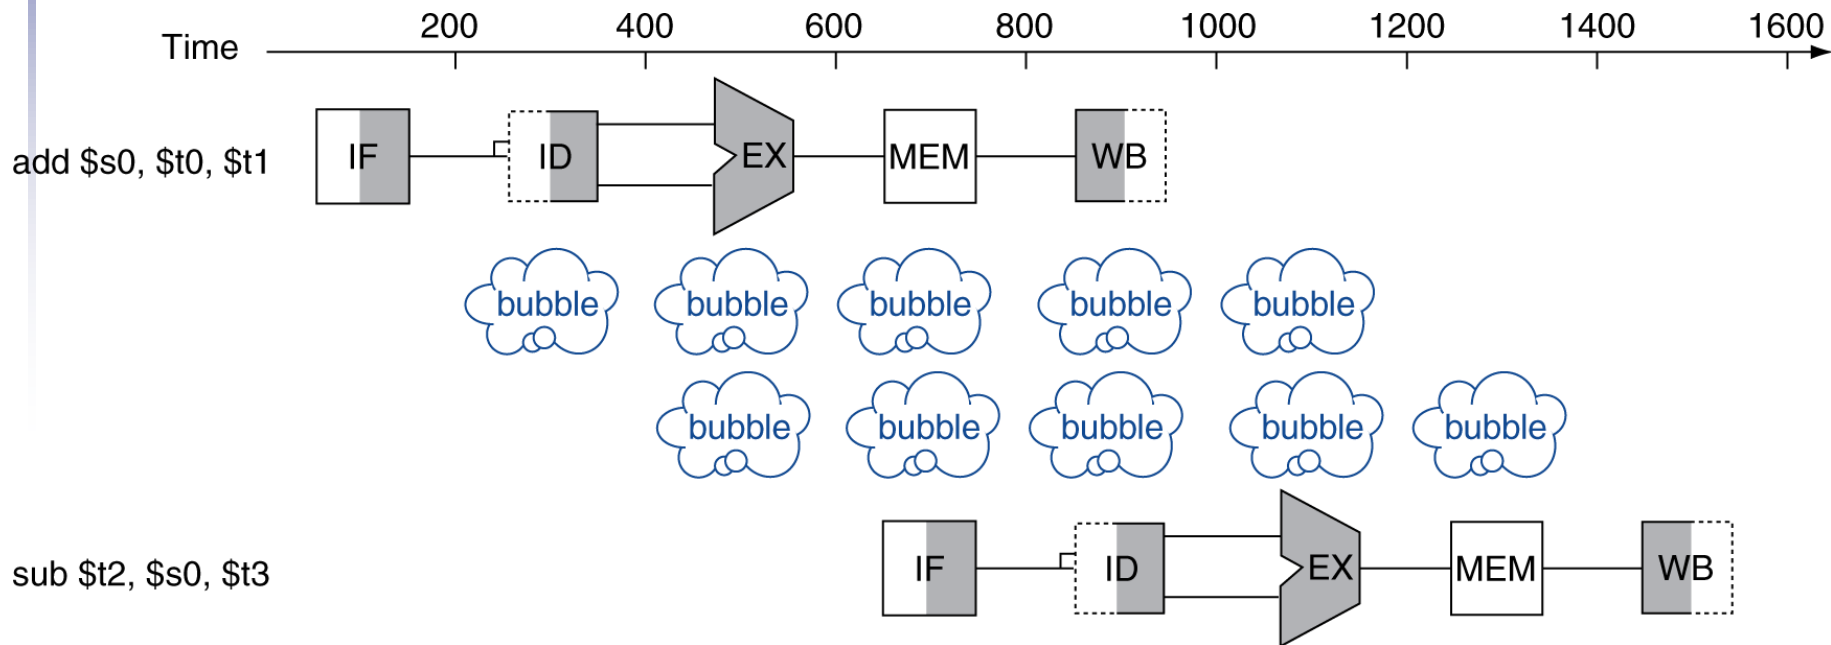 200 400 600 800 1000 1200 1400 1600
Time
add $s0, $t0, $t1 IF ID EX MEM WB
bubble bubble bubble bubble bubble
bubble bubble bubble bubble bubble
sub $t2, $s0, $t3 IF ID EX MEM WB